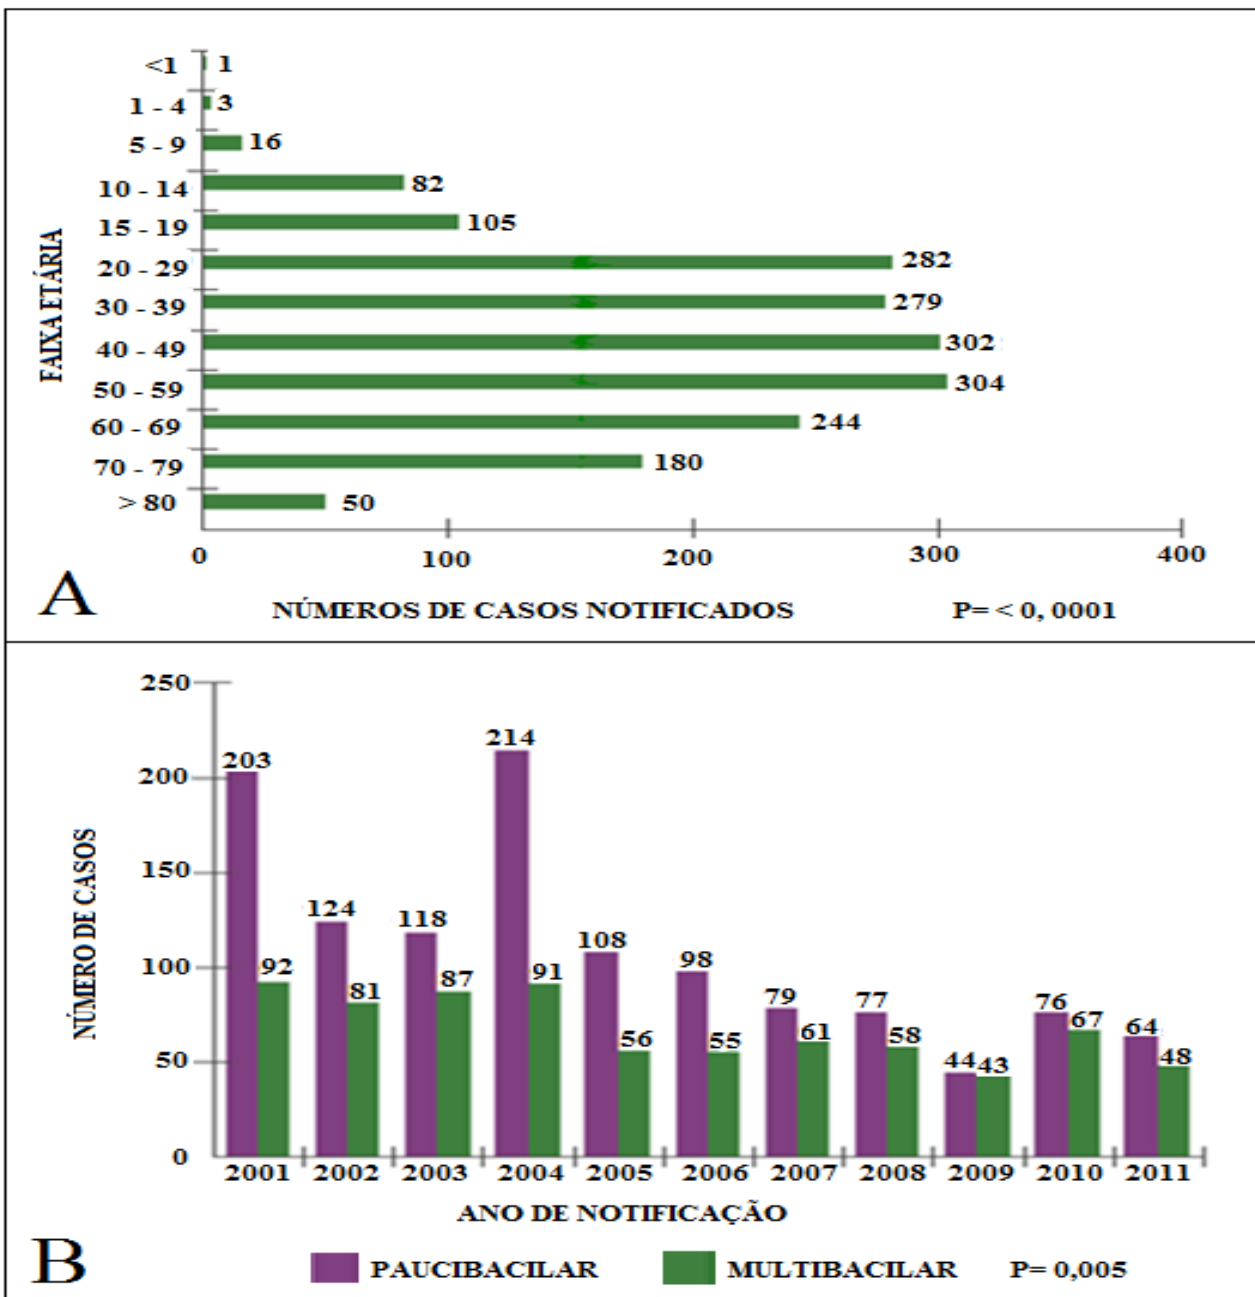 <1 1
1 - 4 3
5 - 9 16
10 - 14 82
15 - 19 105
20 - 29 282
30 - 39 279
40 - 49 302
50 - 59 304
60 - 69 244
70 - 79 180
> 80 50
FAIXA ETÁRIA
0 100 200 300 400
A
NÚMEROS DE CASOS NOTIFICADOS P= < 0, 0001
250
200
150
100
50
0
NÚMERO DE CASOS
203 92
124 81
118 87
214 91
108 56
98 55
79 61
77 58
44 43
76 67
64 48
2001 2002 2003 2004 2005 2006 2007 2008 2009 2010 2011
ANO DE NOTIFICAÇÃO
B
PAUCIBACILAR MULTIBACILAR P= 0,005